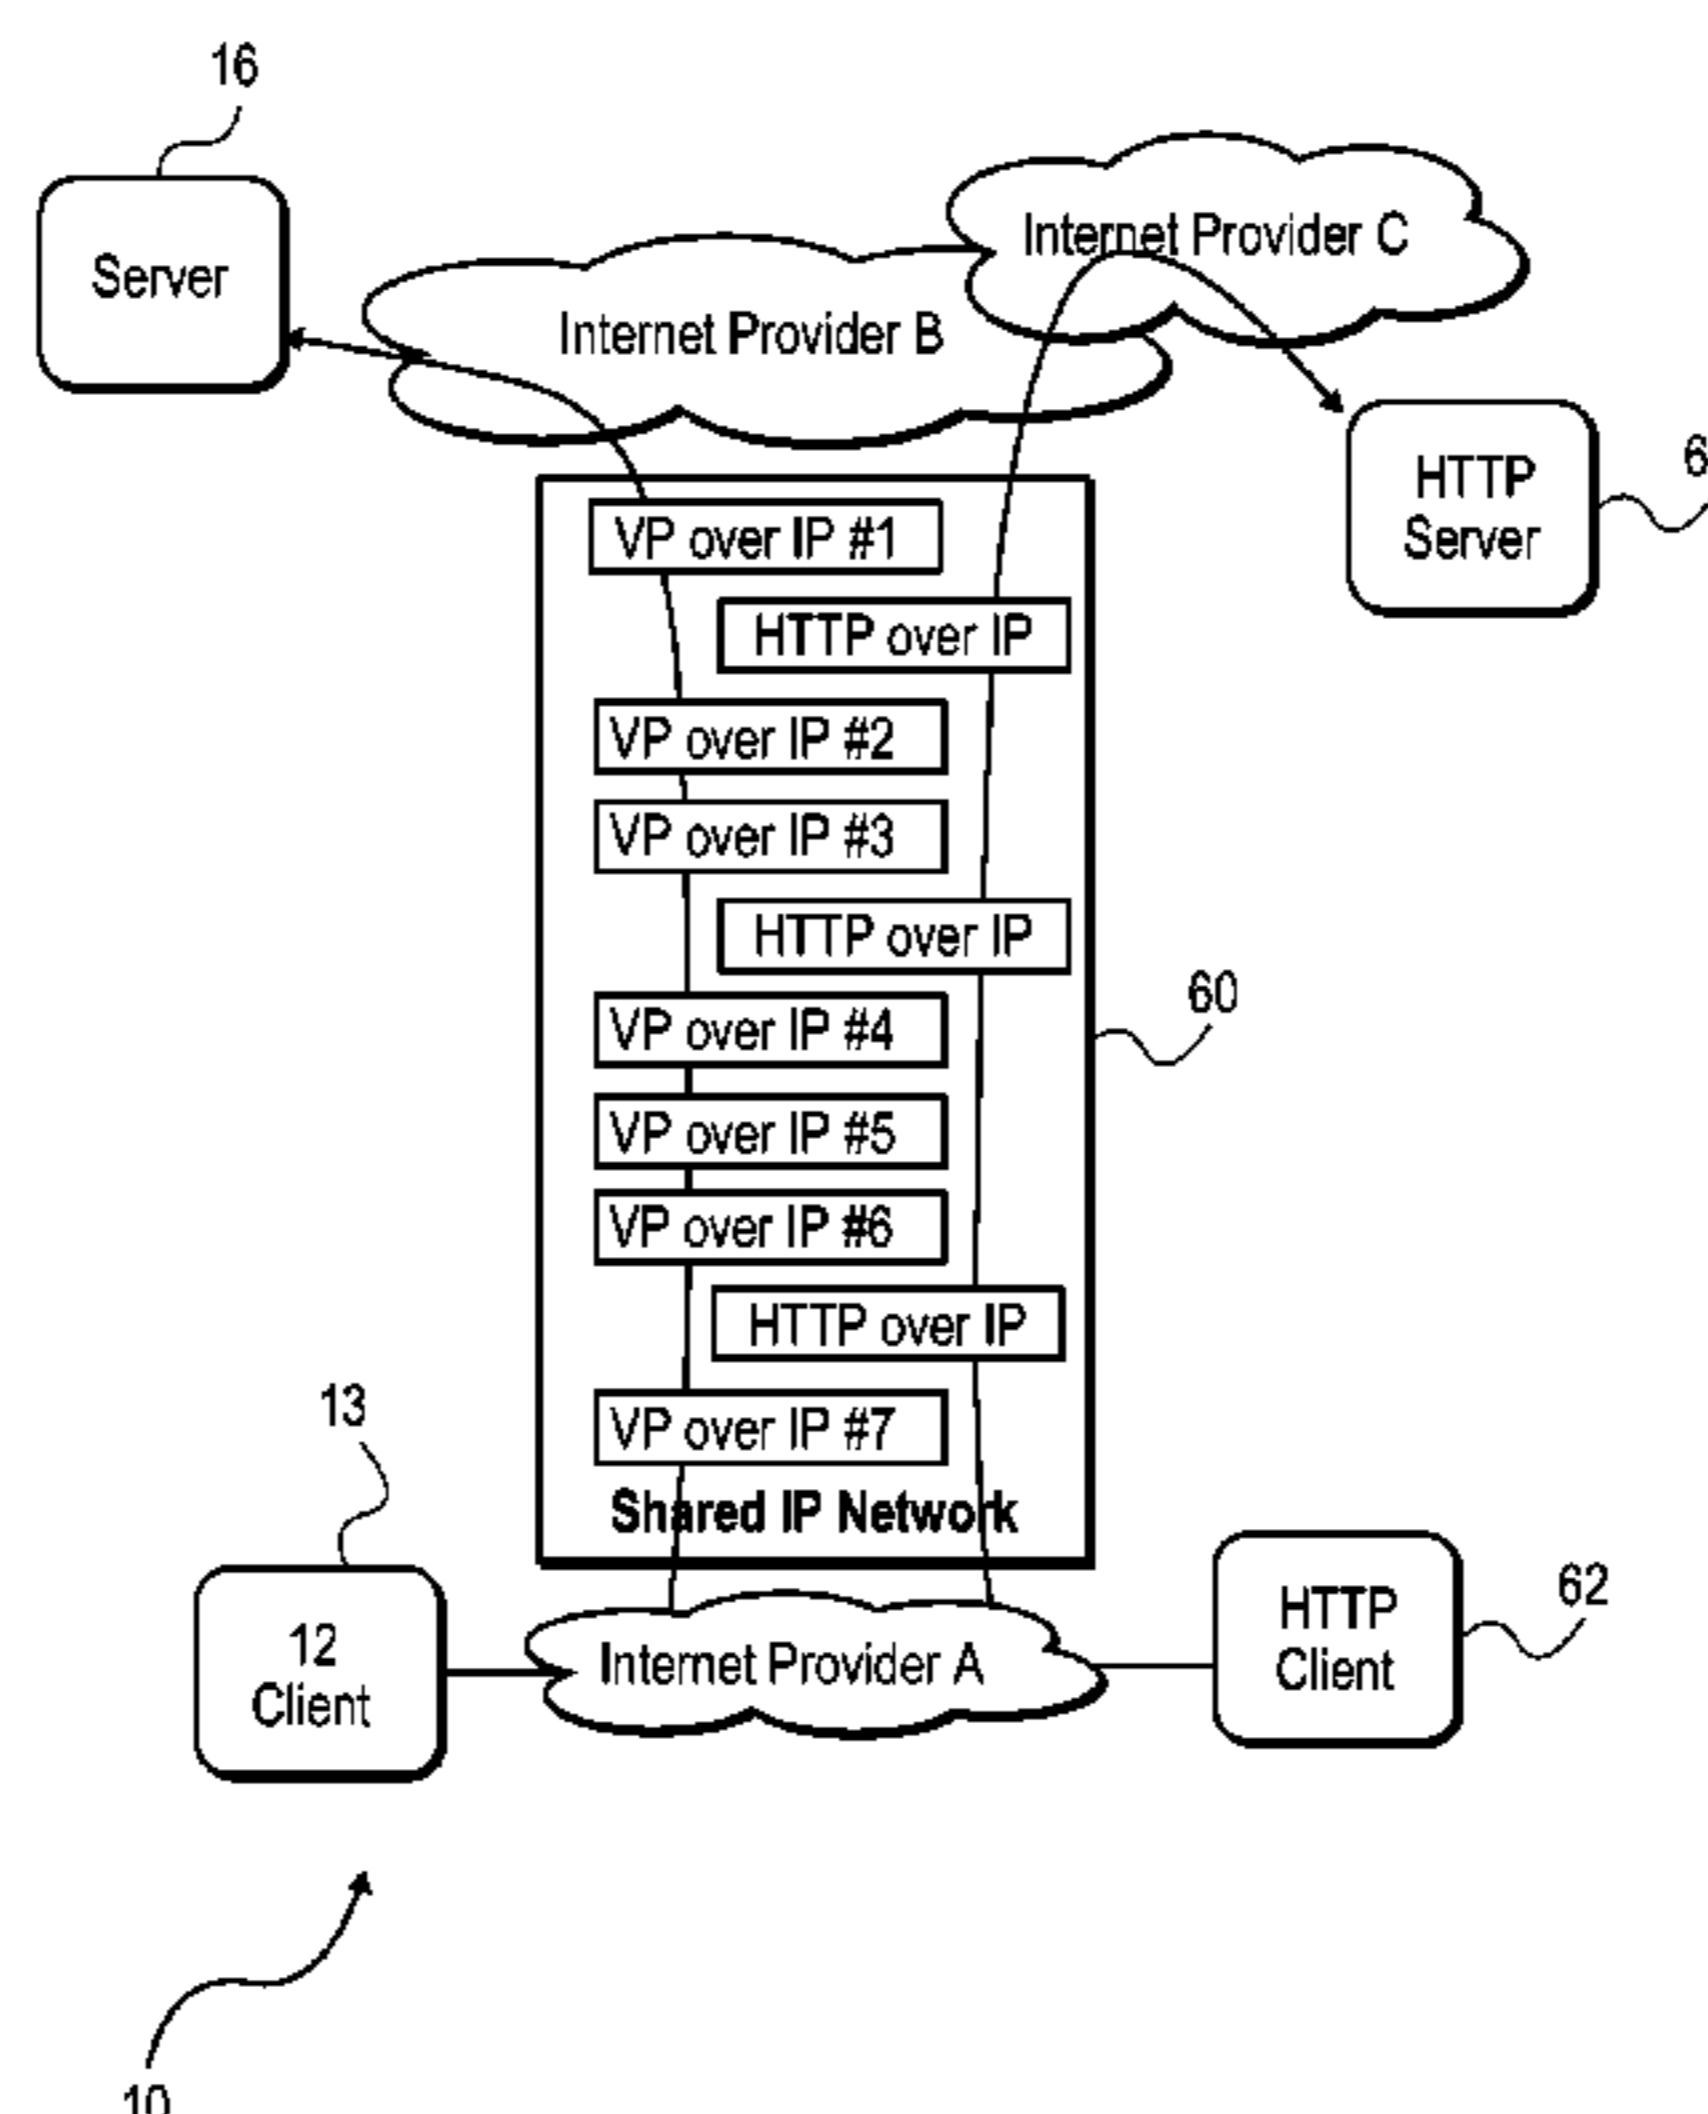 16
Internet Provider C
Server
Internet Provider B
HTTP
Server
6
VP over IP #1
HTTP over IP
VP over IP #2
VP over IP #3
HTTP over IP
60
VP over IP #4
VP over IP #5
VP over IP #6
HTTP over IP
13
VP over IP #7
Shared IP Network
12
Client
Internet Provider A
HTTP
Client
62
10